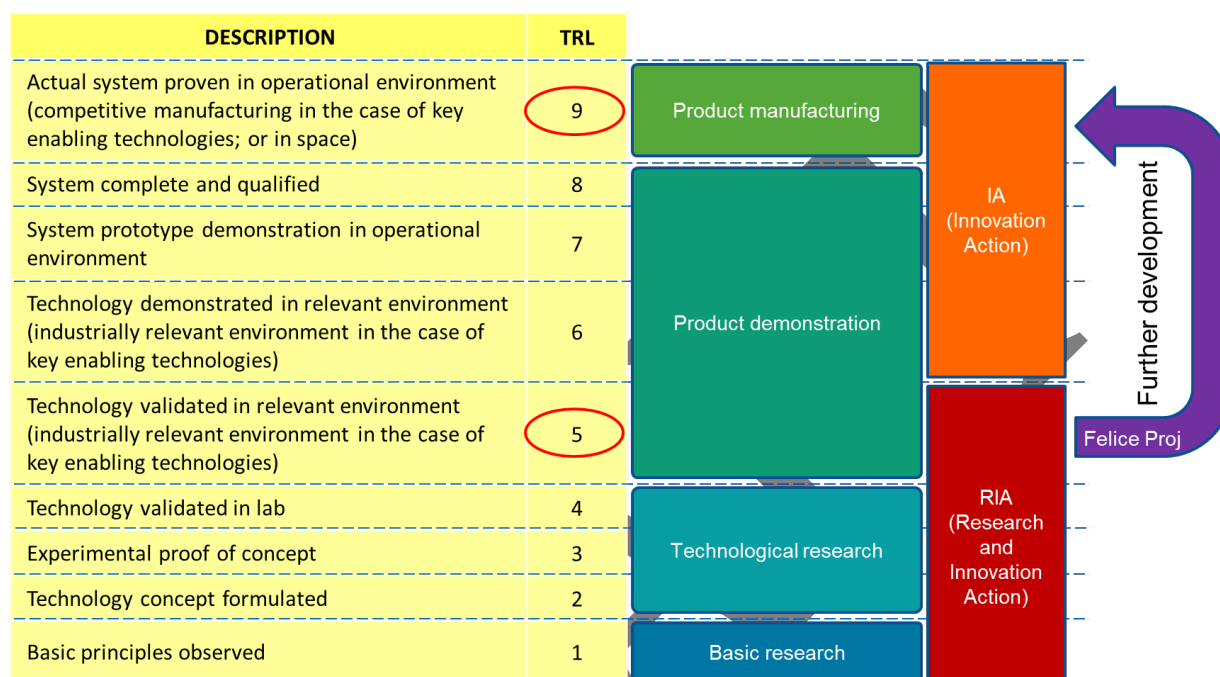 DESCRIPTION TRL
Actual system proven in operational environment
(competitive manufacturing in the case of key
enabling technologies; or in space)
9
Product manufacturing
System complete and qualified
8
System prototype demonstration in operational
environment
7
Technology demonstrated in relevant environment
(industrially relevant environment in the case of
key enabling technologies)
6
Product demonstration
IA
(Innovation
Action)
Further development
Technology validated in relevant environment
(industrially relevant environment in the case of
key enabling technologies)
5
Felice Proj
Technology validated in lab
4
Experimental proof of concept
3
Technology concept formulated
2
Technological research
RIA
(Research
and
Innovation
Action)
Basic principles observed
1
Basic research